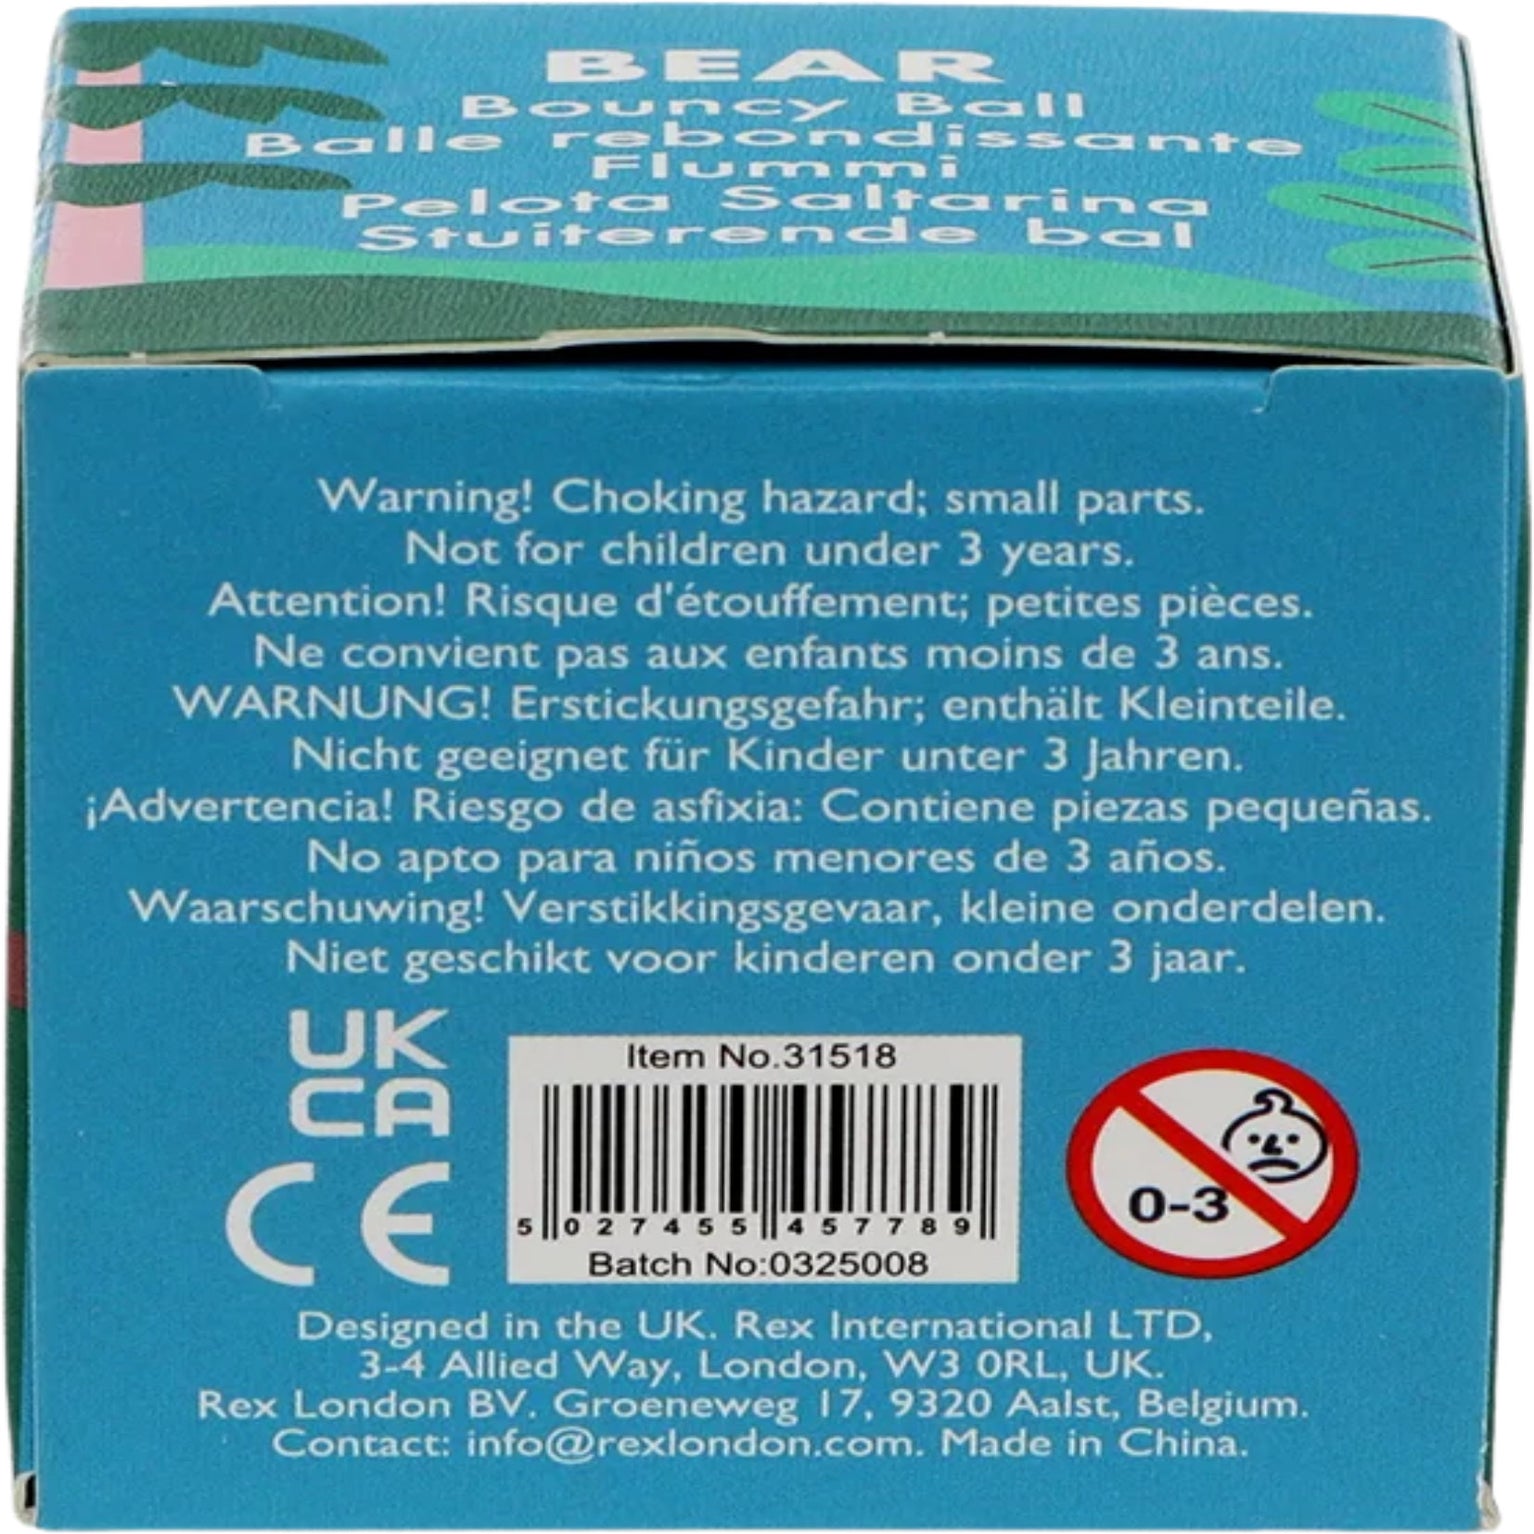 BEAR
Bouncy Ball
Balle rebondissante
Flummi
Pelota Saltarina
Stuiterende bal
Warning! Choking hazard; small parts.
Not for children under 3 years.
Attention! Risque d'étouffement; petites pièces.
Ne convient pas aux enfants moins de 3 ans.
WARNUNG! Erstickungsgefahr; enthält Kleinteile.
Nicht geeignet für Kinder unter 3 Jahren.
¡Advertencia! Riesgo de asfixia: Contiene piezas pequeñas.
No apto para niños menores de 3 años.
Waarschuwing! Verstikkingsgevaar, kleine onderdelen.
Niet geschikt voor kinderen onder 3 jaar.
UK
CA
CE
Item No.31518
5 027455 457789
Batch No:0325008
0-3
Designed in the UK. Rex International LTD,
3-4 Allied Way, London, W3 0RL, UK.
Rex London BV. Groeneweg 17, 9320 Aalst, Belgium.
Contact: info@rexlondon.com. Made in China.